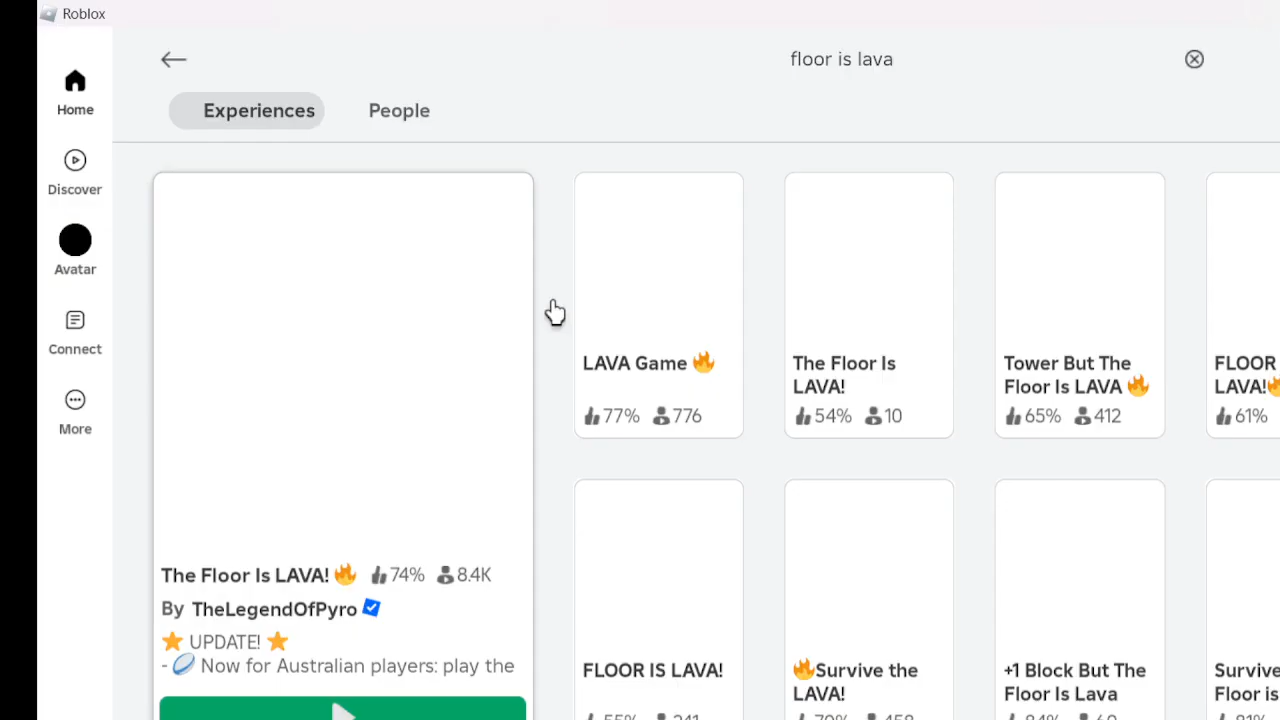 Roblox
floor is lava
Home
Experiences
People
Discover
Avatar
Connect
More
The Floor Is LAVA! 🔥 74% 8.4K
By TheLegendOfPyro
⭐ UPDATE! ⭐
- 🏉 Now for Australian players: play the
LAVA Game 🔥
77% 776
The Floor Is
LAVA!
54% 10
Tower But The
Floor Is LAVA 🔥
65% 412
FLOOR
LAVA!🔥
61%
FLOOR IS LAVA!
🔥Survive the
LAVA!
+1 Block But The
Floor Is Lava
Survive
Floor is